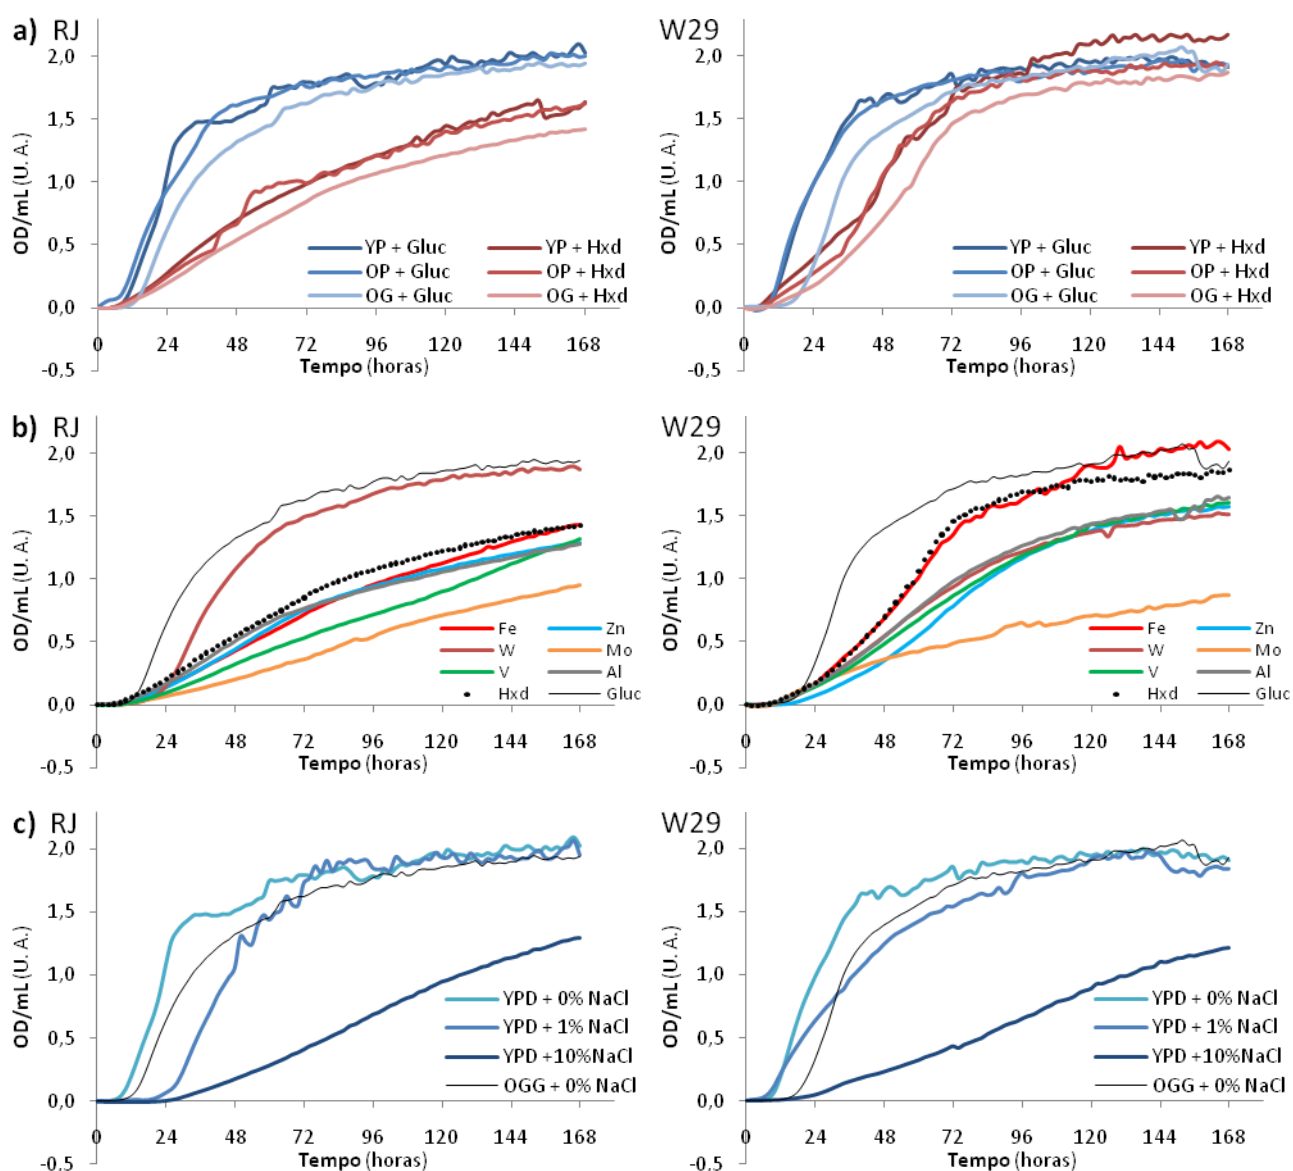 a) RJ
OD/mL (U. A.)
2,0
1,5
1,0
0,5
0,0
-0,5
0 24 48 72 96 120 144 168
Tempo (horas)
YP + Gluc YP + Hxd
OP + Gluc OP + Hxd
OG + Gluc OG + Hxd
W29
OD/mL (U. A.)
2,0
1,5
1,0
0,5
0,0
-0,5
0 24 48 72 96 120 144 168
Tempo (horas)
YP + Gluc YP + Hxd
OP + Gluc OP + Hxd
OG + Gluc OG + Hxd
b) RJ
OD/mL (U. A.)
2,0
1,5
1,0
0,5
0,0
-0,5
0 24 48 72 96 120 144 168
Tempo (horas)
Fe Zn
W Mo
V Al
Hxd Gluc
W29
OD/mL (U. A.)
2,0
1,5
1,0
0,5
0,0
-0,5
0 24 48 72 96 120 144 168
Tempo (horas)
Fe Zn
W Mo
V Al
Hxd Gluc
c) RJ
OD/mL (U. A.)
2,0
1,5
1,0
0,5
0,0
-0,5
0 24 48 72 96 120 144 168
Tempo (horas)
YPD + 0% NaCl
YPD + 1% NaCl
YPD +10%NaCl
OGG + 0% NaCl
W29
OD/mL (U. A.)
2,0
1,5
1,0
0,5
0,0
-0,5
0 24 48 72 96 120 144 168
Tempo (horas)
YPD + 0% NaCl
YPD + 1% NaCl
YPD +10%NaCl
OGG + 0% NaCl